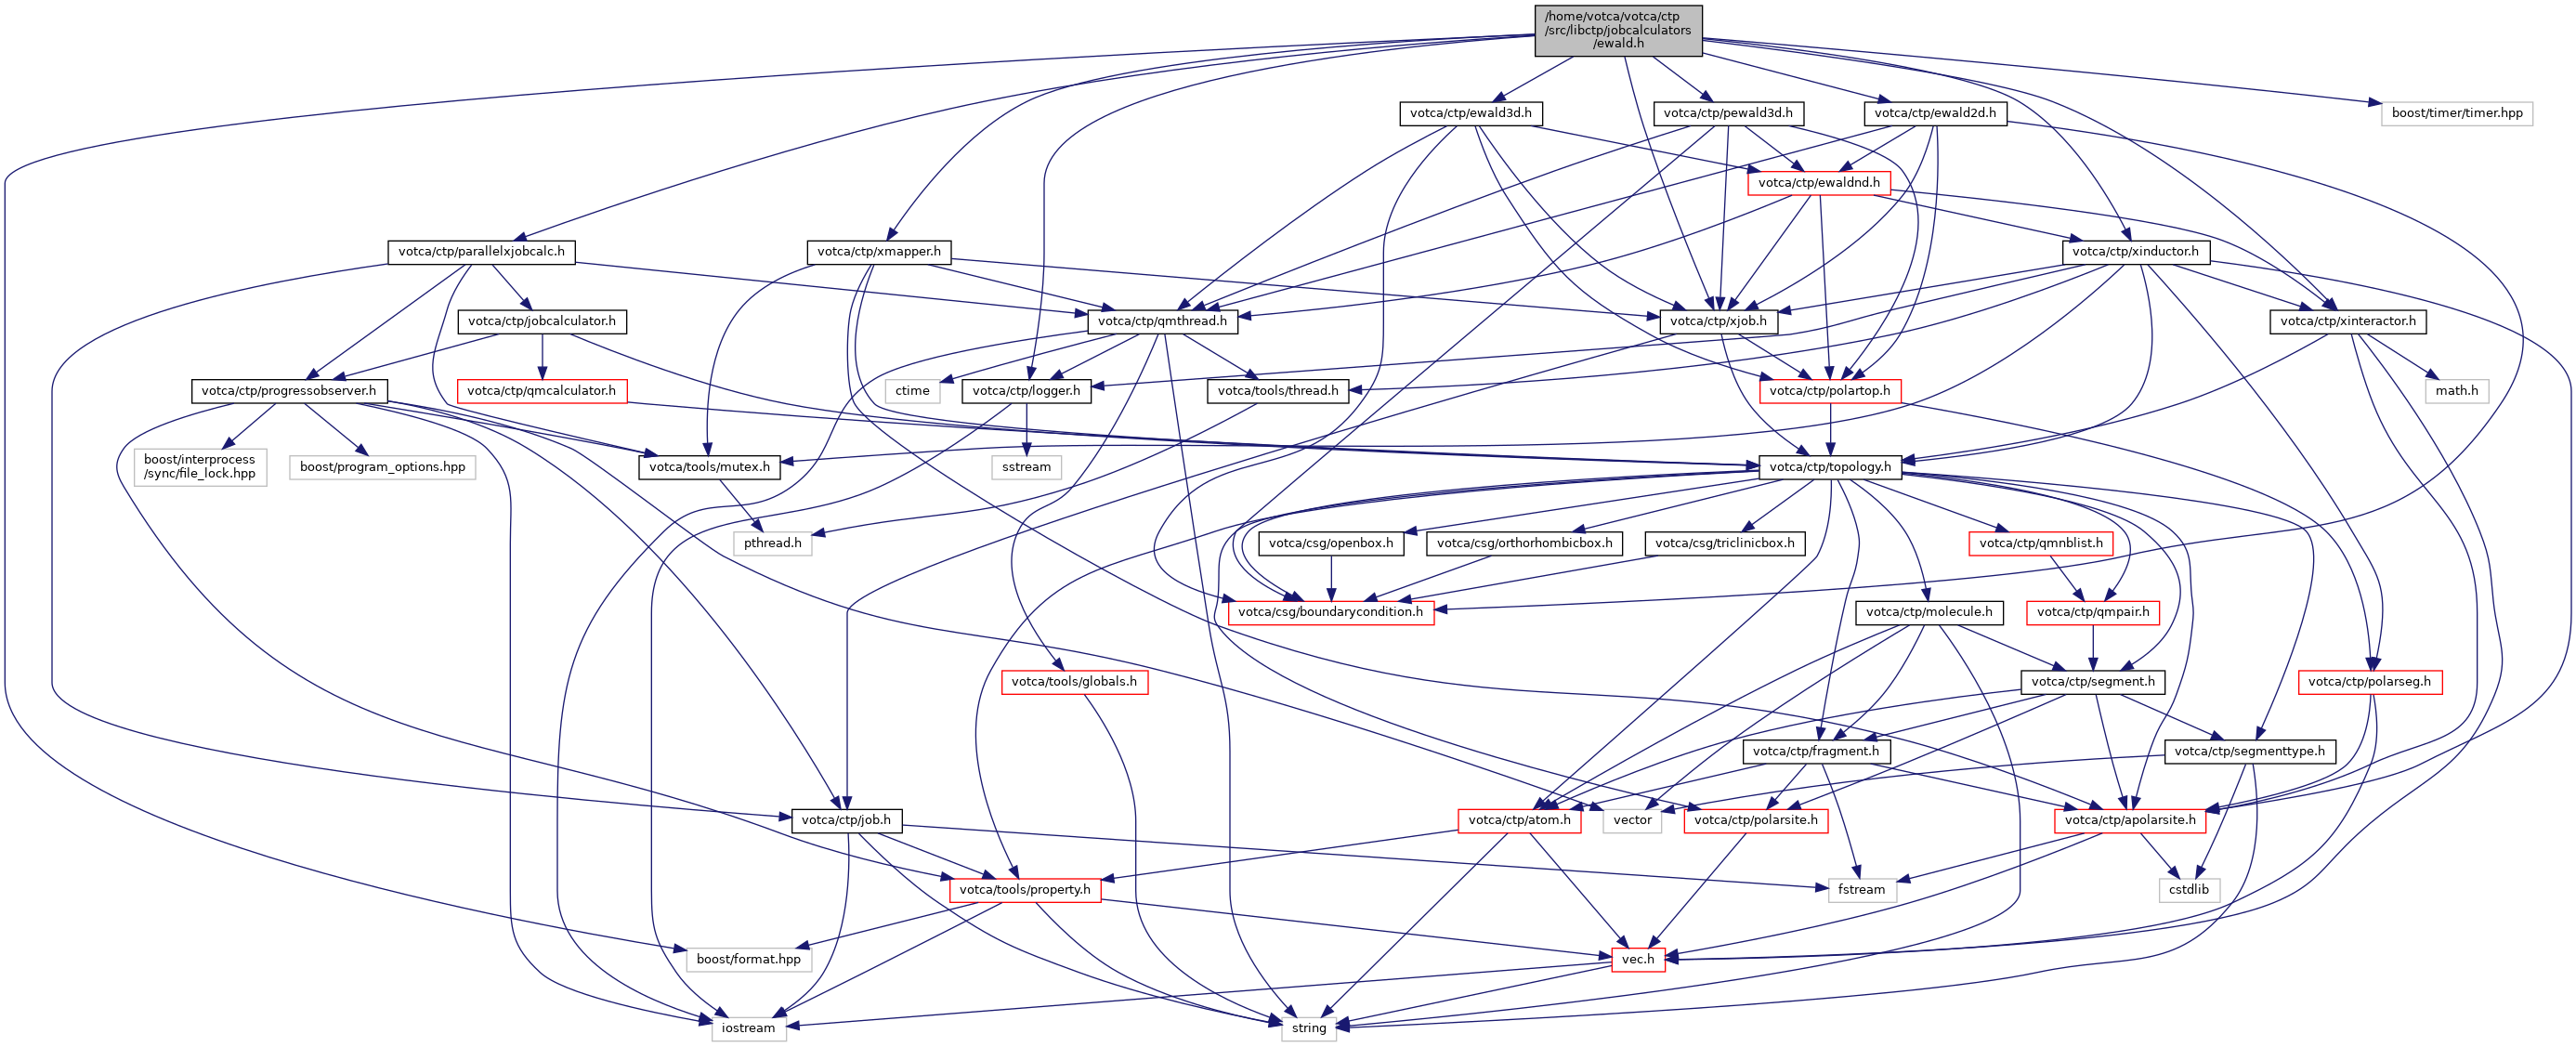 /home/votca/votca/ctp
/src/libctp/jobcalculators
/ewald.h
votca/ctp/ewald3d.h
votca/ctp/pewald3d.h
votca/ctp/ewald2d.h
boost/timer/timer.hpp
votca/ctp/ewaldnd.h
votca/ctp/parallelxjobcalc.h
votca/ctp/xmapper.h
votca/ctp/xinductor.h
votca/ctp/jobcalculator.h
votca/ctp/qmthread.h
votca/ctp/xjob.h
votca/ctp/xinteractor.h
votca/ctp/progressobserver.h
votca/ctp/qmcalculator.h
ctime
votca/ctp/logger.h
votca/tools/thread.h
votca/ctp/polartop.h
math.h
boost/interprocess
/sync/file_lock.hpp
boost/program_options.hpp
votca/tools/mutex.h
sstream
votca/ctp/topology.h
pthread.h
votca/csg/openbox.h
votca/csg/orthorhombicbox.h
votca/csg/triclinicbox.h
votca/ctp/qmnblist.h
votca/csg/boundarycondition.h
votca/ctp/molecule.h
votca/ctp/qmpair.h
votca/tools/globals.h
votca/ctp/segment.h
votca/ctp/polarseg.h
votca/ctp/fragment.h
votca/ctp/segmenttype.h
votca/ctp/job.h
votca/ctp/atom.h
vector
votca/ctp/polarsite.h
votca/ctp/apolarsite.h
votca/tools/property.h
fstream
cstdlib
boost/format.hpp
vec.h
iostream
string